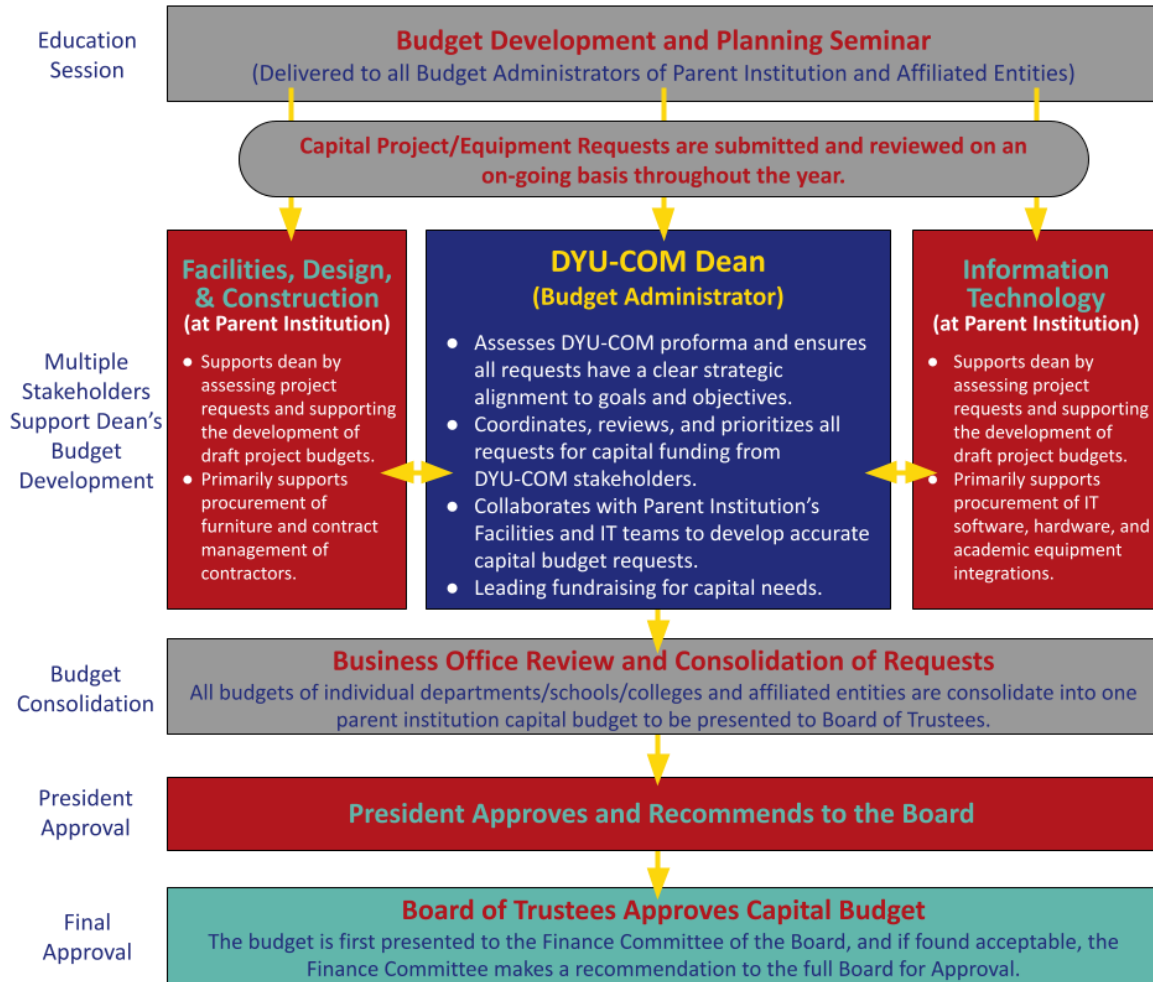 Education
Session
Budget Development and Planning Seminar
(Delivered to all Budget Administrators of Parent Institution and Affiliated Entities)
Capital Project/Equipment Requests are submitted and reviewed on an
on-going basis throughout the year.
Multiple
Stakeholders
Support Dean's
Budget
Development
Facilities, Design,
& Construction
(at Parent Institution)
● Supports dean by
assessing project
requests and supporting
the development of
draft project budgets.
● Primarily supports
procurement of
furniture and contract
management of
contractors.
DYU-COM Dean
(Budget Administrator)
● Assesses DYU-COM proforma and ensures
all requests have a clear strategic
alignment to goals and objectives.
● Coordinates, reviews, and prioritizes all
requests for capital funding from
DYU-COM stakeholders.
● Collaborates with Parent Institution's
Facilities and IT teams to develop accurate
capital budget requests.
● Leading fundraising for capital needs.
Information
Technology
(at Parent Institution)
● Supports dean by
assessing project
requests and supporting
the development of
draft project budgets.
● Primarily supports
procurement of IT
software, hardware, and
academic equipment
integrations.
Budget
Consolidation
Business Office Review and Consolidation of Requests
All budgets of individual departments/schools/colleges and affiliated entities are consolidate into one
parent institution capital budget to be presented to Board of Trustees.
President
Approval
President Approves and Recommends to the Board
Final
Approval
Board of Trustees Approves Capital Budget
The budget is first presented to the Finance Committee of the Board, and if found acceptable, the
Finance Committee makes a recommendation to the full Board for Approval.